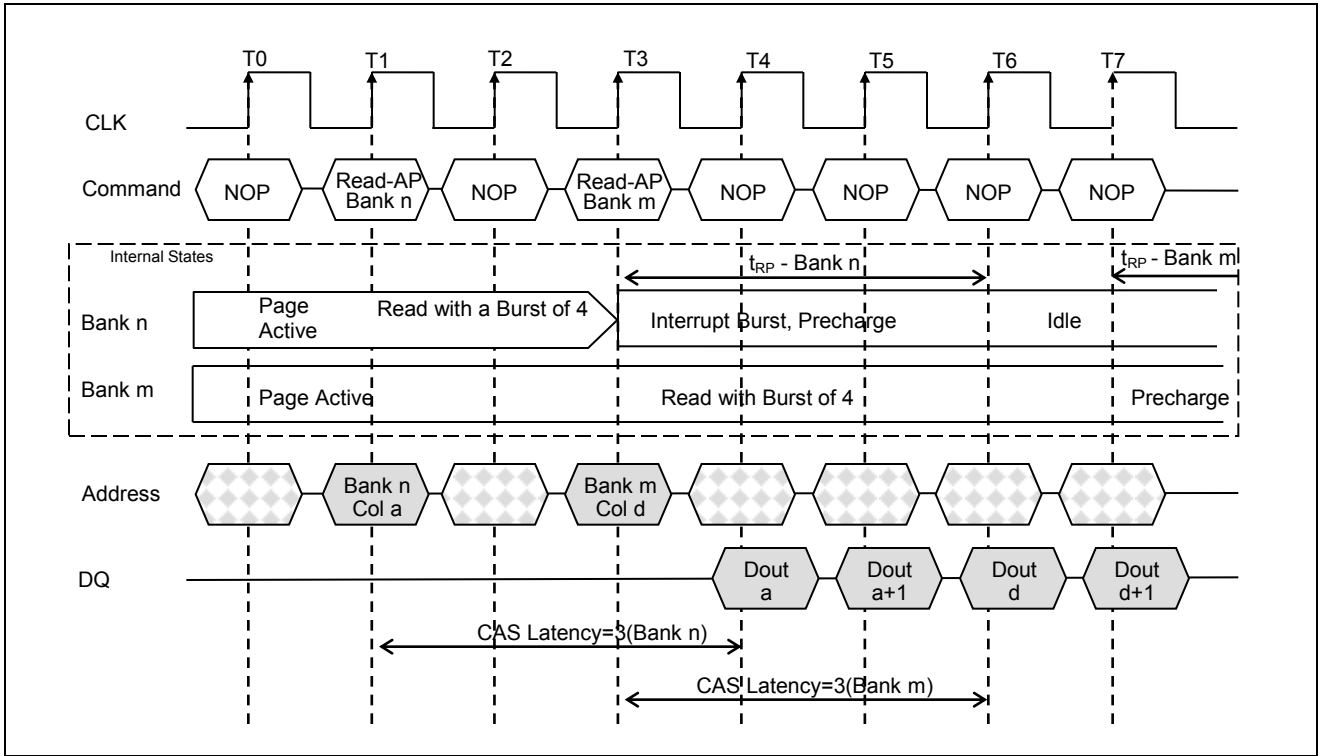 T0 T1 T2 T3 T4 T5 T6 T7
CLK
Command NOP Read-AP Bank n NOP Read-AP Bank m NOP NOP NOP NOP
Internal States
tRP - Bank n tRP - Bank m
Bank n Page Active Read with a Burst of 4 Interrupt Burst, Precharge Idle
Bank m Page Active Read with Burst of 4 Precharge
Address Bank n Col a Bank m Col d
DQ Dout a Dout a+1 Dout d Dout d+1
CAS Latency=3(Bank n)
CAS Latency=3(Bank m)